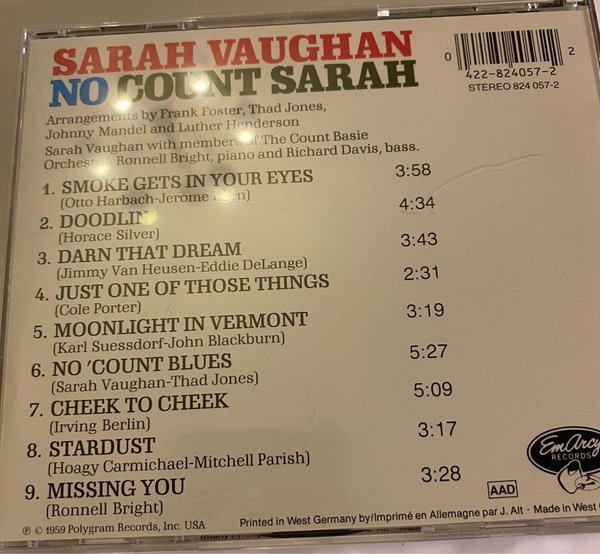 SARAH VAUGHAN
NO COUNT SARAH
0 422-824057-2 2
STEREO 824 057-2
Arrangements by Frank Foster, Thad Jones,
Johnny Mandel and Luther Henderson
Sarah Vaughan with members of The Count Basie
Ronnell Bright, piano and Richard Davis, bass.
1. SMOKE GETS IN YOUR EYES 3:58
(Otto Harbach-Jerome
2. 4:34
(Horace Silver)
3. DARN THAT DREAM 3:43
(Jimmy Van Heusen-Eddie DeLange)
4. JUST ONE OF THOSE THINGS 2:31
(Cole Porter)
5. MOONLIGHT IN VERMONT 3:19
(Karl Suessdorf-John Blackburn)
6. NO 'COUNT BLUES 5:27
(Sarah Vaughan-Thad Jones)
7. CHEEK TO CHEEK 5:09
(Irving Berlin)
8. STARDUST 3:17
(Hoagy Carmichael-Mitchell Parish)
9. MISSING YOU 3:28
(Ronnell Bright)
EmArcy
RECORDS
AAD
℗ © 1959 Polygram Records, Inc. USA
Printed in West Germany by/Imprimé en Allemagne par J. Alt · Made in West